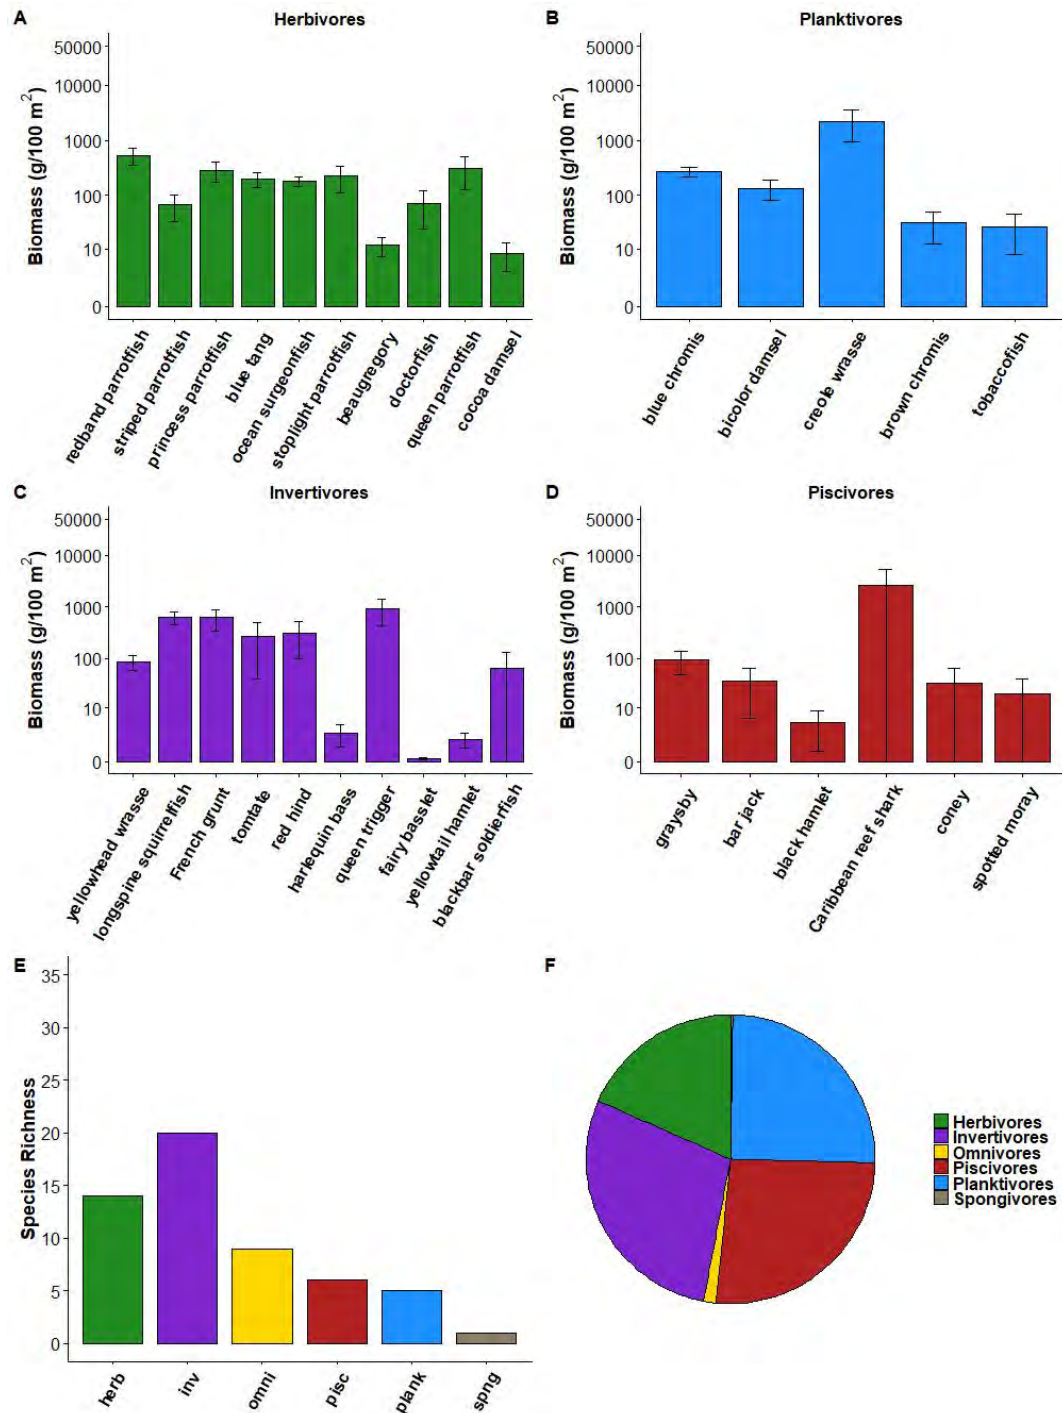 A
Herbivores
Biomass (g/100 m²)
50000
10000
1000
100
10
0
redband parrotfish
striped parrotfish
princess parrotfish
blue tang
ocean surgeonfish
stoplight parrotfish
beaugregory
doctorfish
queen parrotfish
cocoa damsel
B
Planktivores
Biomass (g/100 m²)
50000
10000
1000
100
10
0
blue chromis
bicolor damsel
creole wrasse
brown chromis
tobaccofish
C
Invertivores
Biomass (g/100 m²)
50000
10000
1000
100
10
0
yellowhead wrasse
longspine squirrelfish
French grunt
tomtate
red hind
harlequin bass
queen trigger
fairy basslet
yellowtail hamlet
blackbar soldierfish
D
Piscivores
Biomass (g/100 m²)
50000
10000
1000
100
10
0
graysby
bar jack
black hamlet
Caribbean reef shark
coney
spotted moray
E
Species Richness
35
30
25
20
15
10
5
0
herb
inv
omni
pisc
plank
spng
F
Herbivores
Invertivores
Omnivores
Piscivores
Planktivores
Spongivores